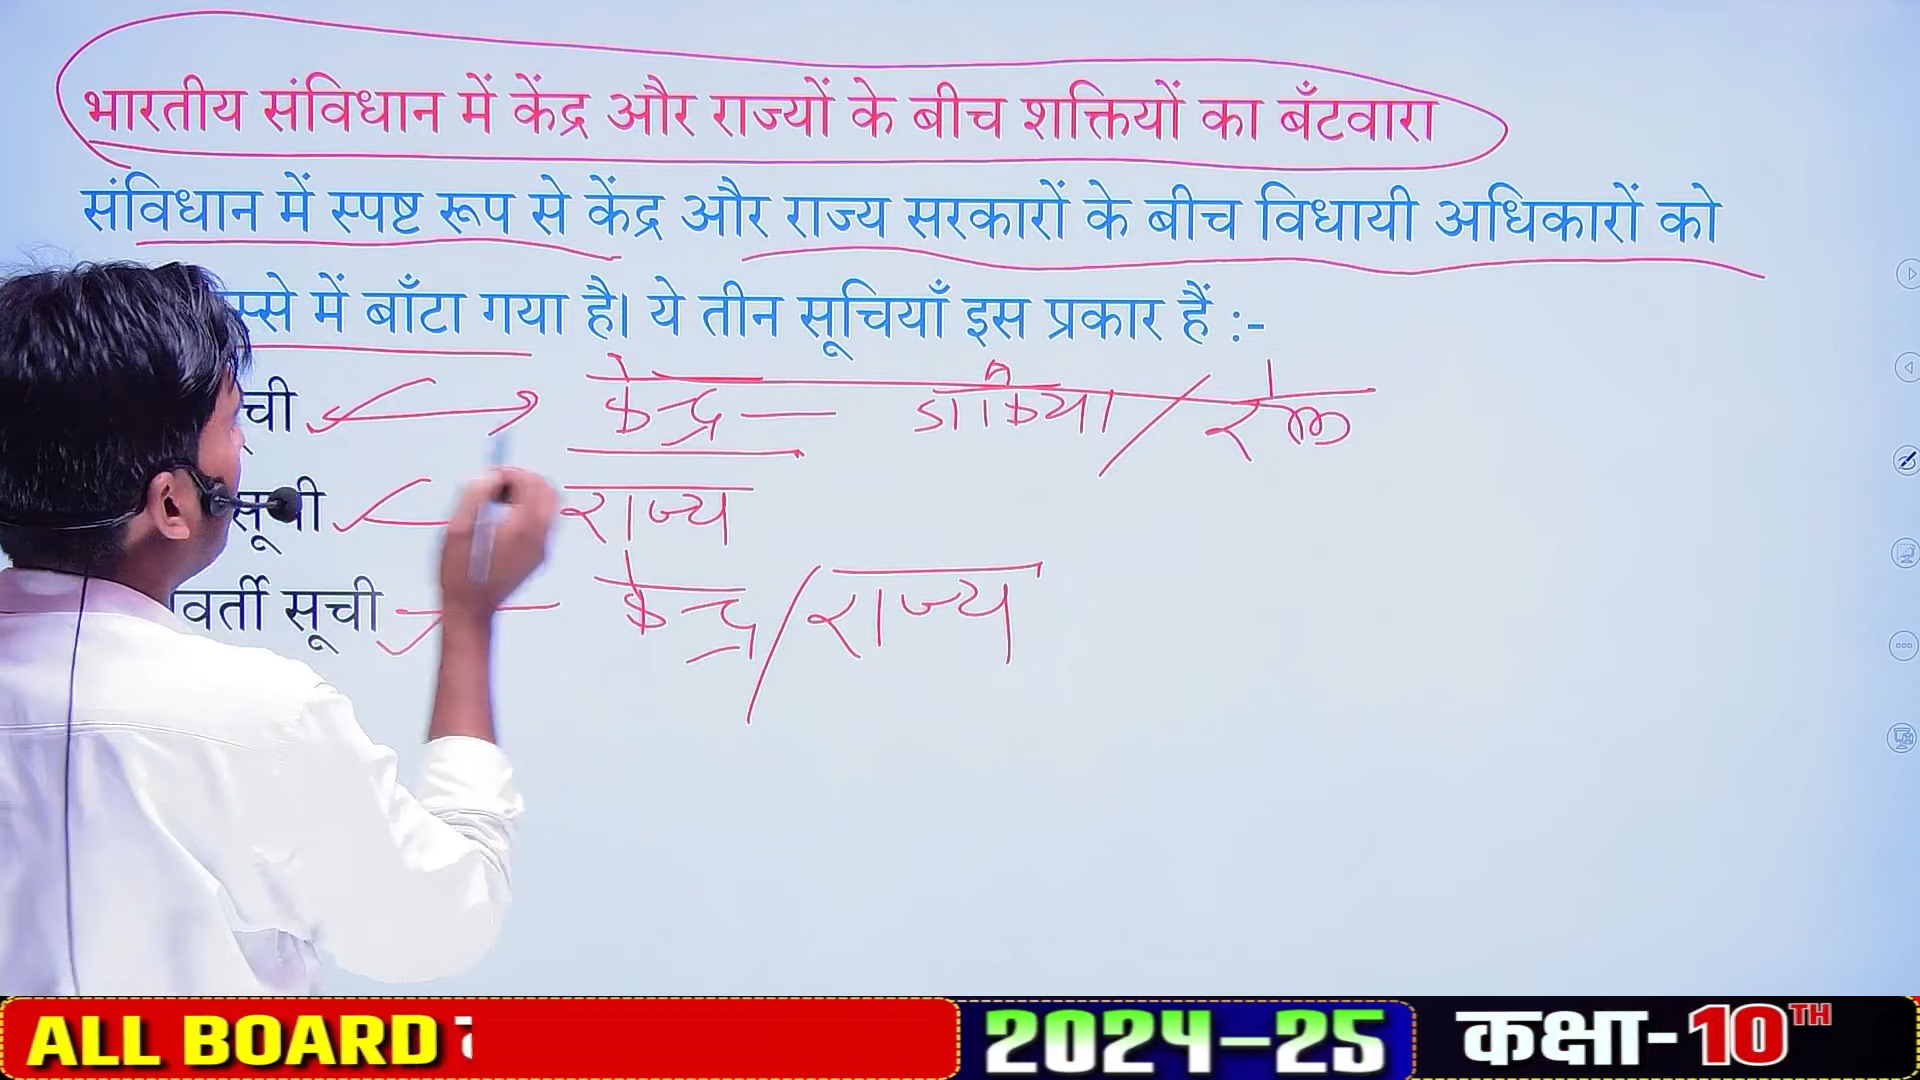 भारतीय संविधान में केंद्र और राज्यों के बीच शक्तियों का बँटवारा
संविधान में स्पष्ट रूप से केंद्र और राज्य सरकारों के बीच विधायी अधिकारों को
में बाँटा गया है। ये तीन सूचियाँ इस प्रकार हैं :-
केन्द्र — डाकिया / रेल
सूची राज्य
वर्ती सूची केन्द्र / राज्य
ALL BOARD 2024-25 कक्षा-10TH